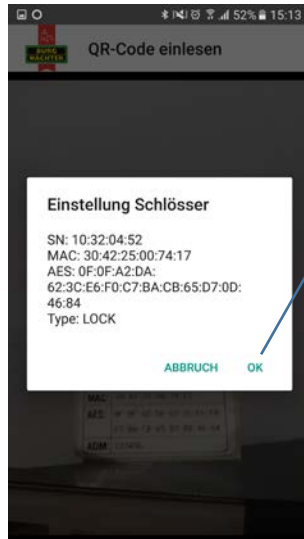 52% 15:13
BURG
WÄCHTER
QR-Code einlesen
Einstellung Schlösser
SN: 10:32:04:52
MAC: 30:42:25:00:74:17
AES: 0F:0F:A2:DA:
62:3C:E6:F0:C7:BA:CB:65:D7:0D:
46:84
Type: LOCK
ABBRUCH OK
MAC:
AES:
ADM: